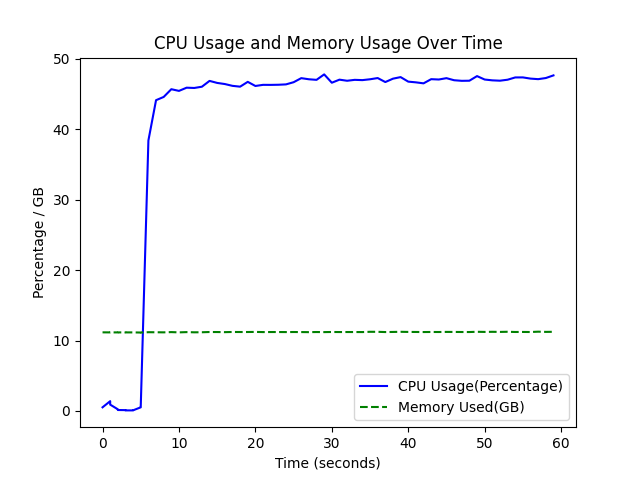 CPU Usage and Memory Usage Over Time
50
40
30
20
10
0
Percentage / GB
CPU Usage(Percentage)
Memory Used(GB)
0 10 20 30 40 50 60
Time (seconds)